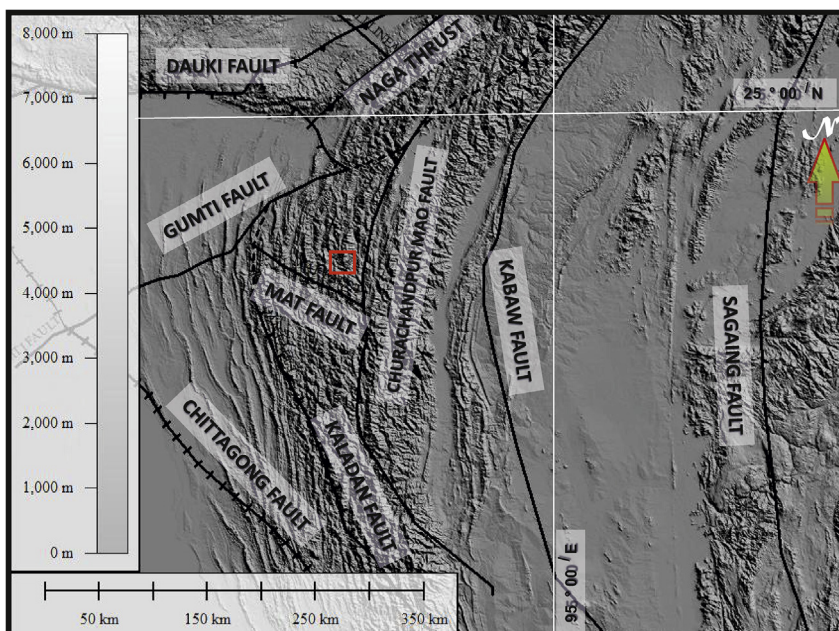 8,000 m
7,000 m
6,000 m
5,000 m
4,000 m
3,000 m
2,000 m
1,000 m
0 m
DAUKI FAULT
NAGA THRUST
25 ° 00 ′ N
N
GUMTI FAULT
MAT FAULT
CHURACHANDPUR MAO FAULT
KABAW FAULT
SAGAING FAULT
CHITTAGONG FAULT
KALADAN FAULT
95 ° 00 ′ E
50 km
150 km
250 km
350 km